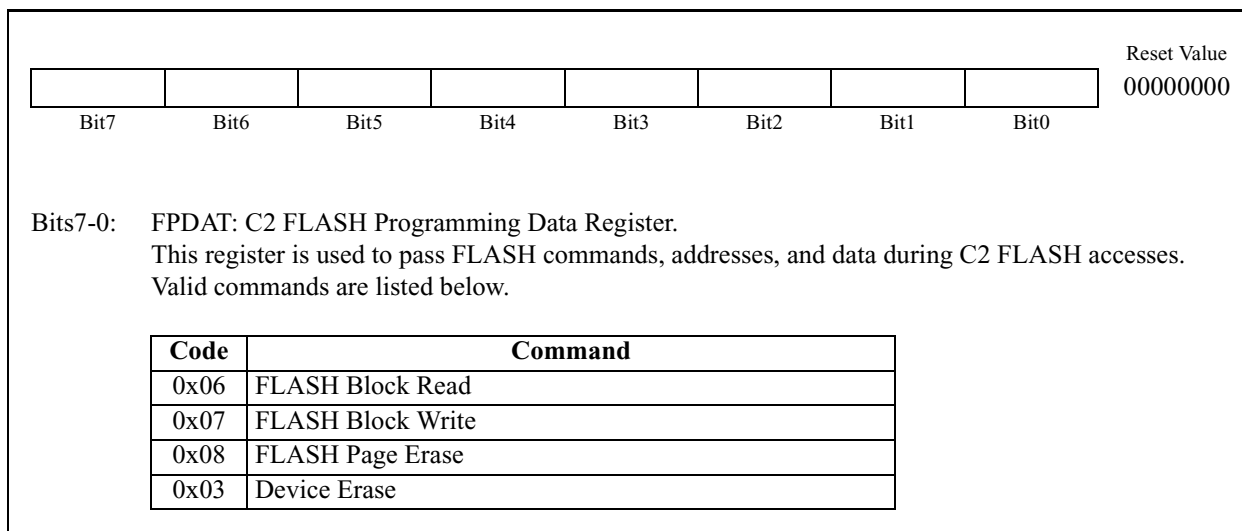 Reset Value
00000000
Bit7 Bit6 Bit5 Bit4 Bit3 Bit2 Bit1 Bit0
Bits7-0: FPDAT: C2 FLASH Programming Data Register.
This register is used to pass FLASH commands, addresses, and data during C2 FLASH accesses.
Valid commands are listed below.
Code Command
0x06 FLASH Block Read
0x07 FLASH Block Write
0x08 FLASH Page Erase
0x03 Device Erase